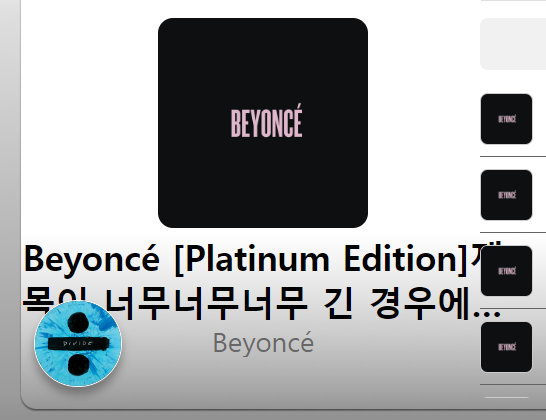 BEYONCÉ
BEYONCÉ
BEYONCÉ
Beyoncé [Platinum Edition]제
BEYONCÉ
목이 너무너무너무 긴 경우에...
DIVIDE
Beyoncé
BEYONCÉ